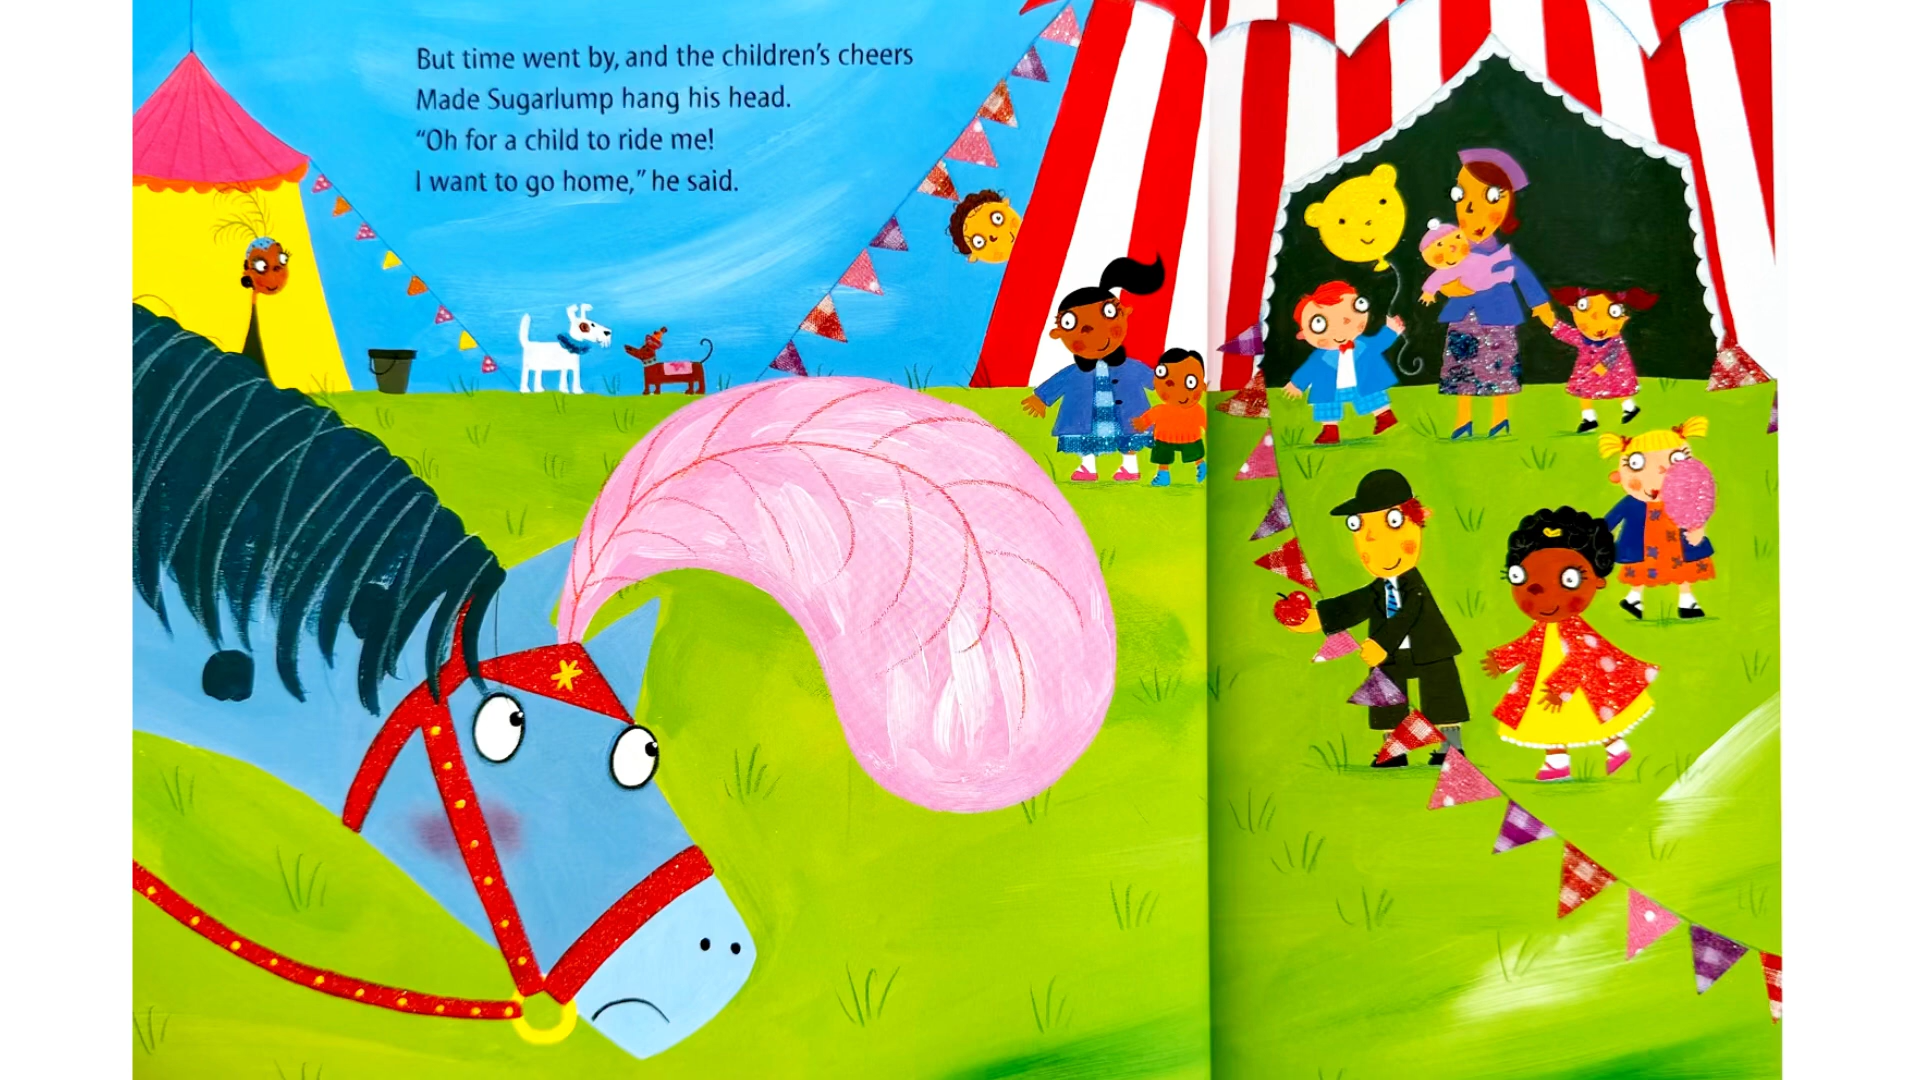 But time went by, and the children’s cheers
Made Sugarlump hang his head.
“Oh for a child to ride me!
I want to go home,” he said.